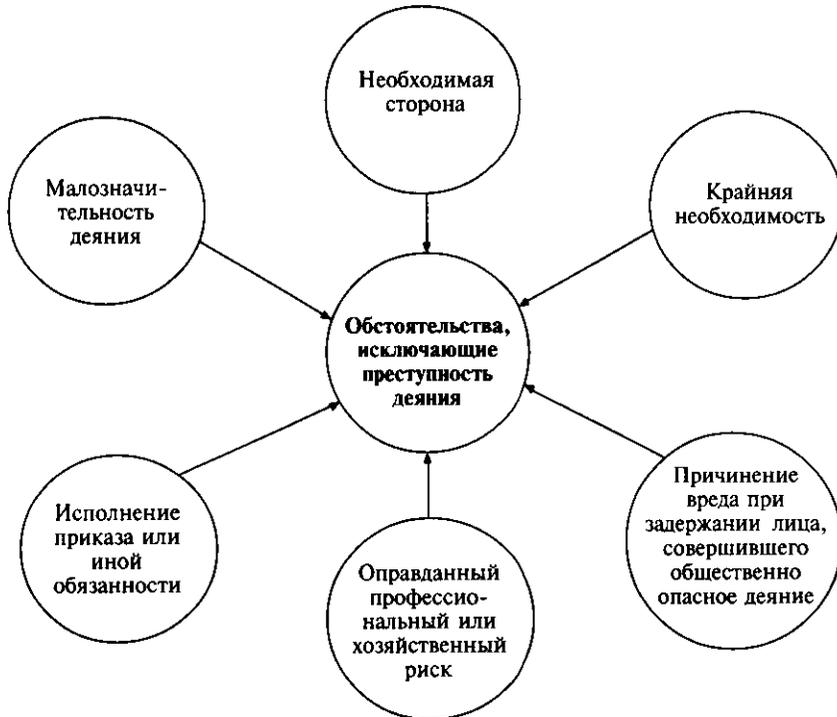 Необходимая
сторона
Малозначи-
тельность
деяния
Крайняя
необходимость
Обстоятельства,
исключающие
преступность
деяния
Исполнение
приказа или
иной
обязанности
Оправданный
профессио-
нальный или
хозяйственный
риск
Причинение
вреда при
задержании лица,
совершившего
общественно
опасное деяние